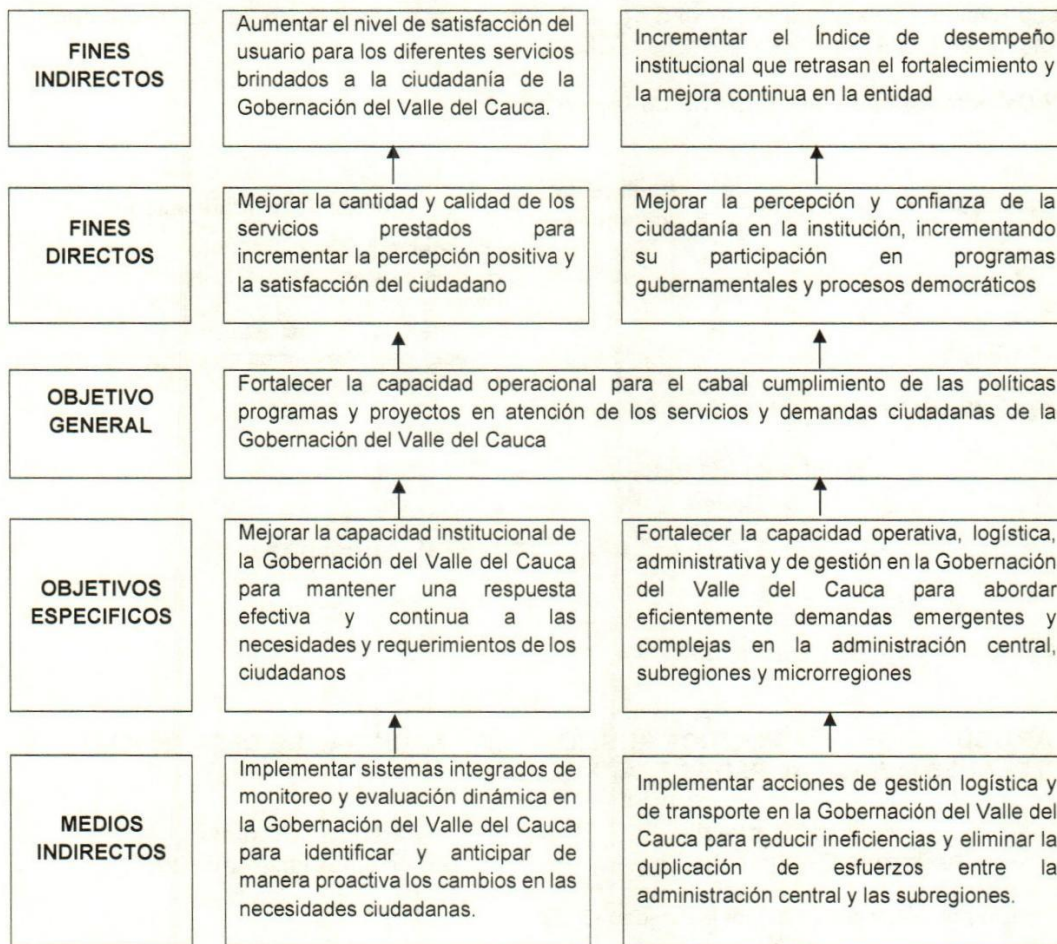 FINES
INDIRECTOS
Aumentar el nivel de satisfacción del
usuario para los diferentes servicios
brindados a la ciudadanía de la
Gobernación del Valle del Cauca.
Incrementar el Índice de desempeño
institucional que retrasan el fortalecimiento y
la mejora continua en la entidad
FINES
DIRECTOS
Mejorar la cantidad y calidad de los
servicios prestados para
incrementar la percepción positiva y
la satisfacción del ciudadano
Mejorar la percepción y confianza de la
ciudadanía en la institución, incrementando
su participación en programas
gubernamentales y procesos democráticos
OBJETIVO
GENERAL
Fortalecer la capacidad operacional para el cabal cumplimiento de las políticas
programas y proyectos en atención de los servicios y demandas ciudadanas de la
Gobernación del Valle del Cauca
OBJETIVOS
ESPECIFICOS
Mejorar la capacidad institucional de
la Gobernación del Valle del Cauca
para mantener una respuesta
efectiva y continua a las
necesidades y requerimientos de los
ciudadanos
Fortalecer la capacidad operativa, logística,
administrativa y de gestión en la Gobernación
del Valle del Cauca para abordar
eficientemente demandas emergentes y
complejas en la administración central,
subregiones y microrregiones
MEDIOS
INDIRECTOS
Implementar sistemas integrados de
monitoreo y evaluación dinámica en
la Gobernación del Valle del Cauca
para identificar y anticipar de
manera proactiva los cambios en las
necesidades ciudadanas.
Implementar acciones de gestión logística y
de transporte en la Gobernación del Valle del
Cauca para reducir ineficiencias y eliminar la
duplicación de esfuerzos entre la
administración central y las subregiones.